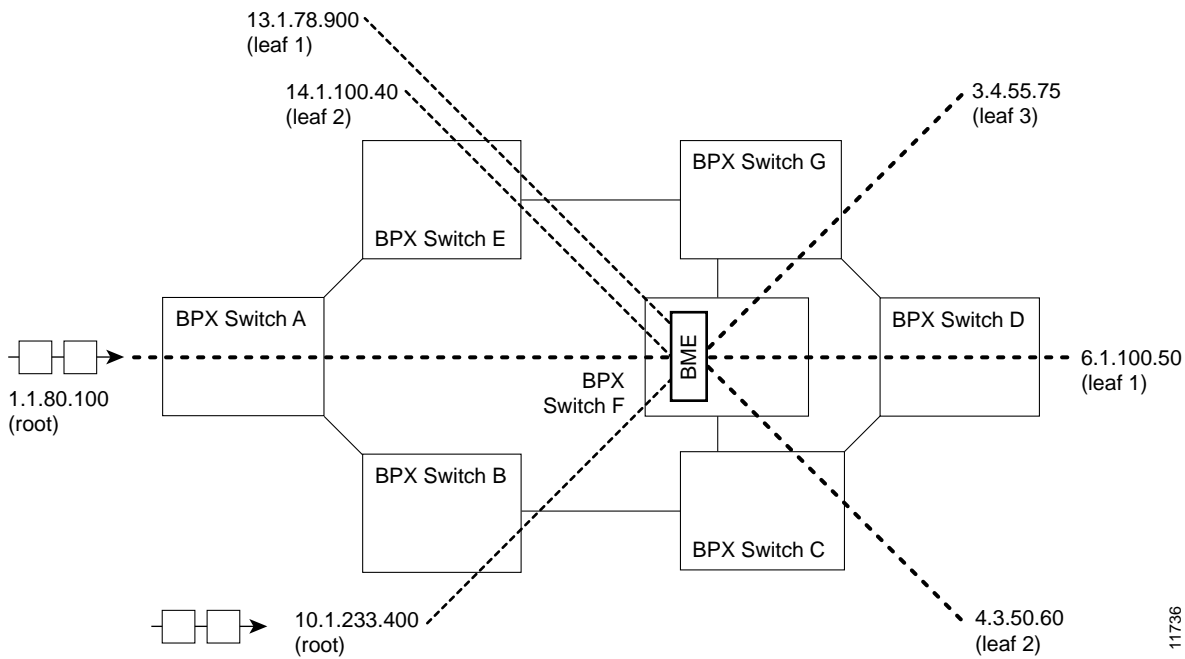 13.1.78.900
(leaf 1)
14.1.100.40
(leaf 2)
3.4.55.75
(leaf 3)
BPX Switch G
BPX Switch E
BPX Switch A
BPX Switch D
BME
BPX
Switch F
1.1.80.100
(root)
6.1.100.50
(leaf 1)
BPX Switch B
BPX Switch C
10.1.233.400
(root)
4.3.50.60
(leaf 2)
11736